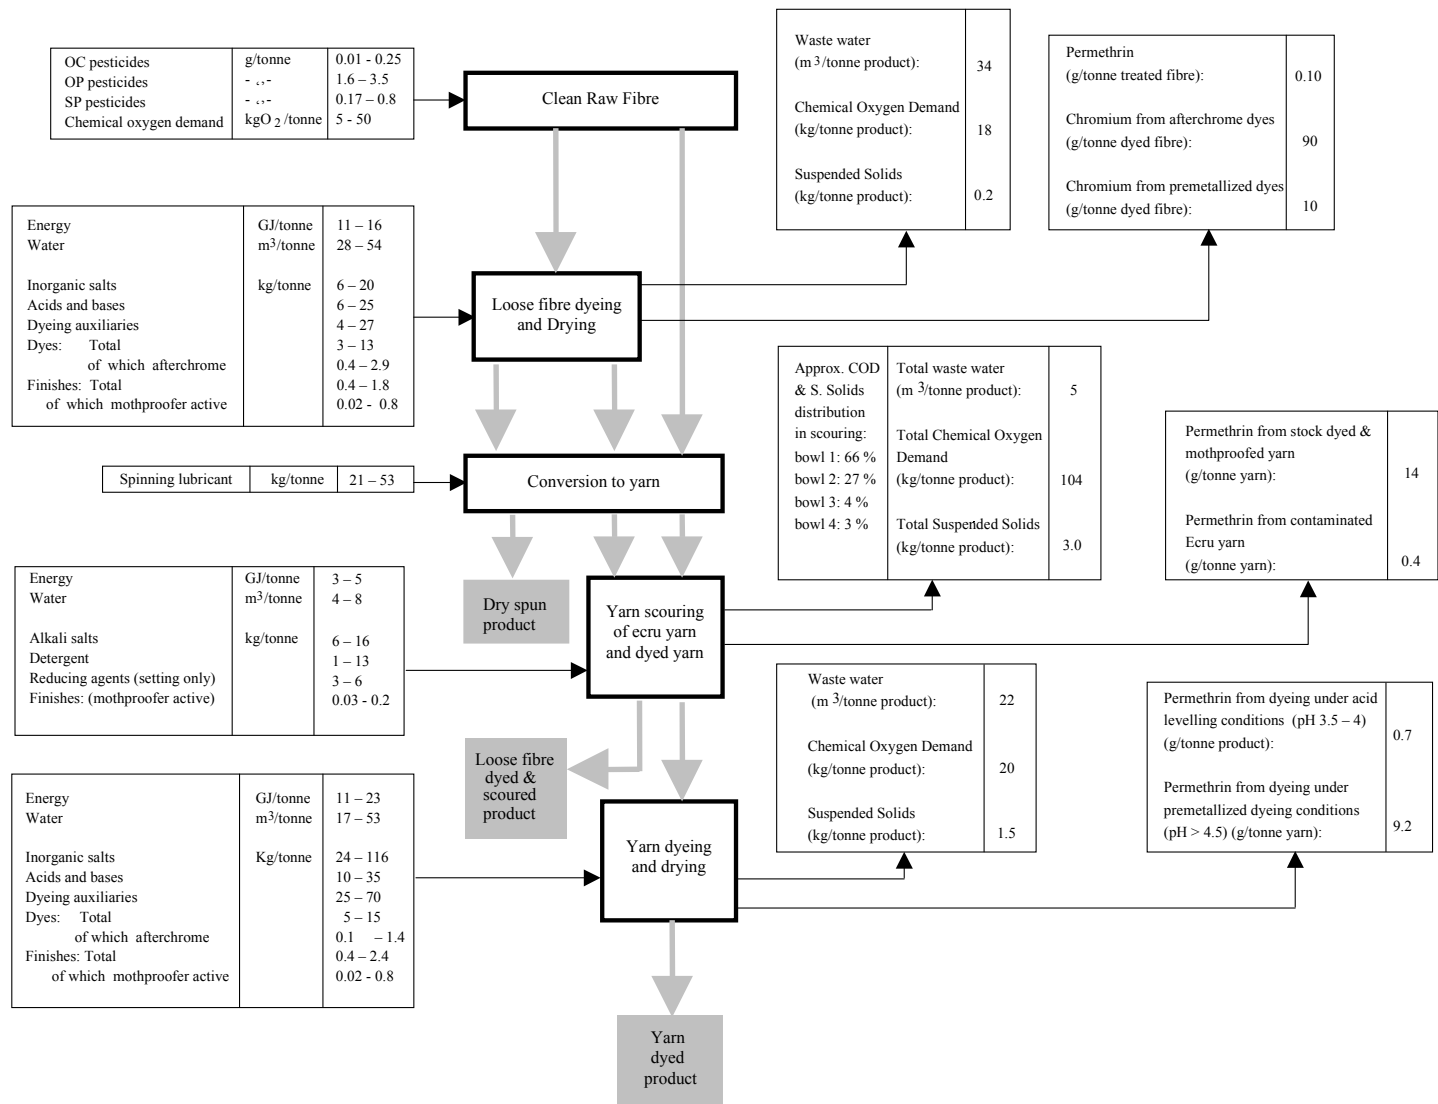 OC pesticides g/tonne 0.01 - 0.25
OP pesticides - ‹,- 1.6 – 3.5
SP pesticides - ‹,- 0.17 – 0.8
Chemical oxygen demand kgO 2 /tonne 5 - 50
Clean Raw Fibre
Waste water
(m 3/tonne product): 34
Chemical Oxygen Demand
(kg/tonne product): 18
Suspended Solids
(kg/tonne product): 0.2
Permethrin
(g/tonne treated fibre): 0.10
Chromium from afterchrome dyes
(g/tonne dyed fibre): 90
Chromium from premetallized dyes
(g/tonne dyed fibre): 10
Energy GJ/tonne 11 – 16
Water m3/tonne 28 – 54
Inorganic salts kg/tonne 6 – 20
Acids and bases 6 – 25
Dyeing auxiliaries 4 – 27
Dyes: Total 3 – 13
of which afterchrome 0.4 – 2.9
Finishes: Total 0.4 – 1.8
of which mothproofer active 0.02 - 0.8
Loose fibre dyeing
and Drying
Spinning lubricant kg/tonne 21 – 53
Conversion to yarn
Approx. COD
& S. Solids
distribution
in scouring:
bowl 1: 66 %
bowl 2: 27 %
bowl 3: 4 %
bowl 4: 3 %
Total waste water
(m 3/tonne product): 5
Total Chemical Oxygen
Demand
(kg/tonne product): 104
Total Suspended Solids
(kg/tonne product): 3.0
Permethrin from stock dyed &
mothproofed yarn
(g/tonne yarn): 14
Permethrin from contaminated
Ecru yarn
(g/tonne yarn): 0.4
Energy GJ/tonne 3 – 5
Water m3/tonne 4 – 8
Alkali salts kg/tonne 6 – 16
Detergent 1 – 13
Reducing agents (setting only) 3 – 6
Finishes: (mothproofer active) 0.03 - 0.2
Dry spun
product
Yarn scouring
of ecru yarn
and dyed yarn
Waste water
(m 3/tonne product): 22
Chemical Oxygen Demand
(kg/tonne product): 20
Suspended Solids
(kg/tonne product): 1.5
Permethrin from dyeing under acid
levelling conditions (pH 3.5 – 4)
(g/tonne product): 0.7
Permethrin from dyeing under
premetallized dyeing conditions
(pH > 4.5) (g/tonne yarn): 9.2
Loose fibre
dyed &
scoured
product
Energy GJ/tonne 11 – 23
Water m3/tonne 17 – 53
Inorganic salts Kg/tonne 24 – 116
Acids and bases 10 – 35
Dyeing auxiliaries 25 – 70
Dyes: Total 5 – 15
of which afterchrome 0.1 – 1.4
Finishes: Total 0.4 – 2.4
of which mothproofer active 0.02 - 0.8
Yarn dyeing
and drying
Yarn
dyed
product